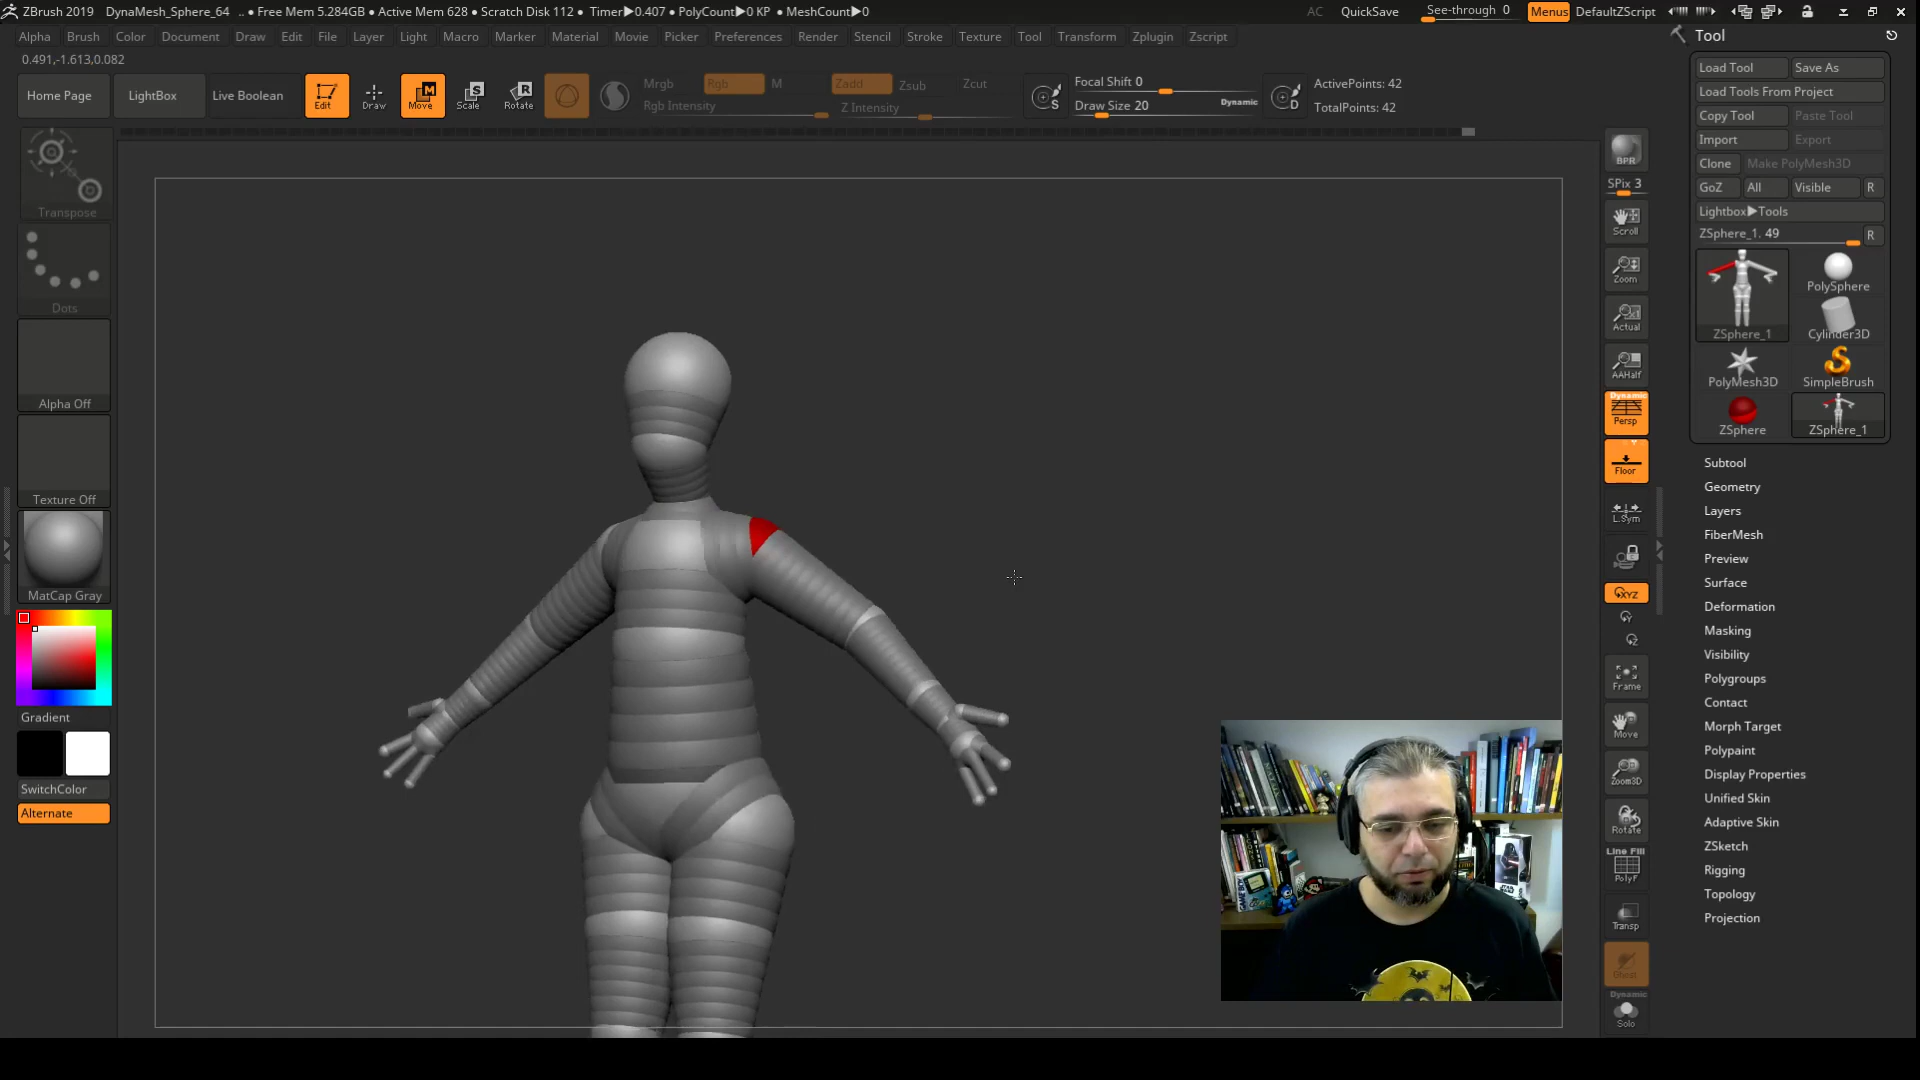 ZBrush 2019 DynaMesh_Sphere_64 .. • Free Mem 5.284GB • Active Mem 628 • Scratch Disk 112 • Timer▶0.407 • PolyCount▶0 KP • MeshCount▶0 AC QuickSave See-through 0 Menus DefaultZScript
Alpha Brush Color Document Draw Edit File Layer Light Macro Marker Material Movie Picker Preferences Render Stencil Stroke Texture Tool Transform Zplugin Zscript
0.491,-1.613,0.082
Home Page LightBox Live Boolean Edit Draw Move Scale Rotate
Mrgb Rgb M Zadd Zsub Zcut
Rgb Intensity Z Intensity
S
Focal Shift 0
Draw Size 20 Dynamic
D
ActivePoints: 42
TotalPoints: 42
Transpose
Dots
Alpha Off
Texture Off
MatCap Gray
Gradient
SwitchColor
Alternate
BPR
SPix 3
Scroll
Zoom
Actual
AAHalf
Dynamic
Persp
Floor
L.Sym
XYZ
Y
Z
Frame
Move
Zoom3D
Rotate
Line Fill
PolyF
Transp
Ghost
Dynamic
Solo
Tool
Load Tool Save As
Load Tools From Project
Copy Tool Paste Tool
Import Export
Clone Make PolyMesh3D
GoZ All Visible R
Lightbox▶Tools
ZSphere_1. 49 R
ZSphere_1 PolySphere
Cylinder3D
PolyMesh3D SimpleBrush
ZSphere ZSphere_1
Subtool
Geometry
Layers
FiberMesh
Preview
Surface
Deformation
Masking
Visibility
Polygroups
Contact
Morph Target
Polypaint
Display Properties
Unified Skin
Adaptive Skin
ZSketch
Rigging
Topology
Projection